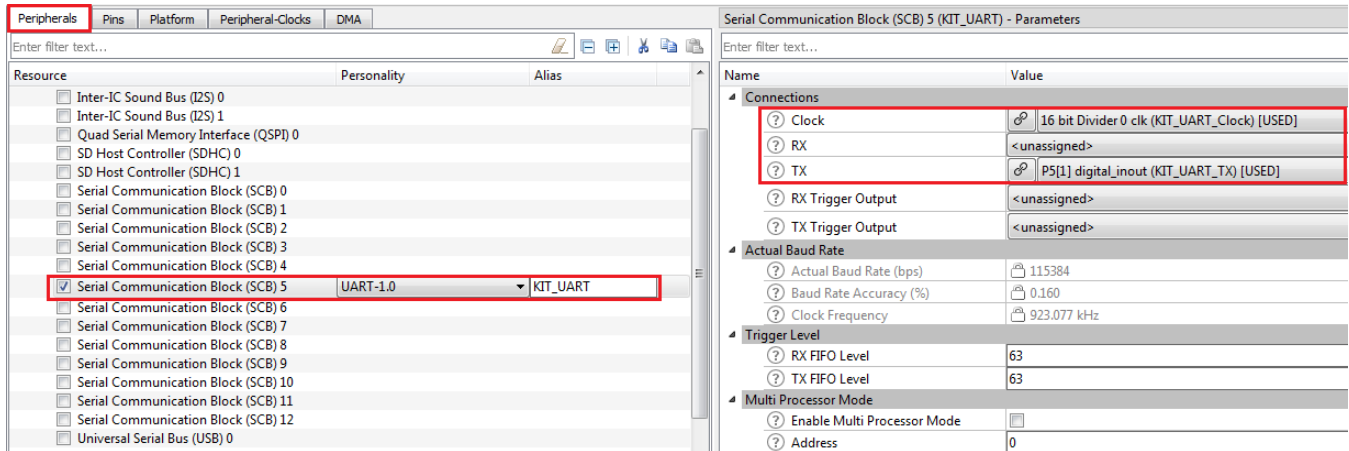 Peripherals Pins Platform Peripheral-Clocks DMA
Enter filter text...
Resource Personality Alias
Inter-IC Sound Bus (I2S) 0
Inter-IC Sound Bus (I2S) 1
Quad Serial Memory Interface (QSPI) 0
SD Host Controller (SDHC) 0
SD Host Controller (SDHC) 1
Serial Communication Block (SCB) 0
Serial Communication Block (SCB) 1
Serial Communication Block (SCB) 2
Serial Communication Block (SCB) 3
Serial Communication Block (SCB) 4
Serial Communication Block (SCB) 5 UART-1.0 KIT_UART
Serial Communication Block (SCB) 6
Serial Communication Block (SCB) 7
Serial Communication Block (SCB) 8
Serial Communication Block (SCB) 9
Serial Communication Block (SCB) 10
Serial Communication Block (SCB) 11
Serial Communication Block (SCB) 12
Universal Serial Bus (USB) 0
Serial Communication Block (SCB) 5 (KIT_UART) - Parameters
Enter filter text...
Name Value
Connections
? Clock 16 bit Divider 0 clk (KIT_UART_Clock) [USED]
? RX <unassigned>
? TX P5[1] digital_inout (KIT_UART_TX) [USED]
? RX Trigger Output <unassigned>
? TX Trigger Output <unassigned>
Actual Baud Rate
? Actual Baud Rate (bps) 115384
? Baud Rate Accuracy (%) 0.160
? Clock Frequency 923.077 kHz
Trigger Level
? RX FIFO Level 63
? TX FIFO Level 63
Multi Processor Mode
? Enable Multi Processor Mode
? Address 0